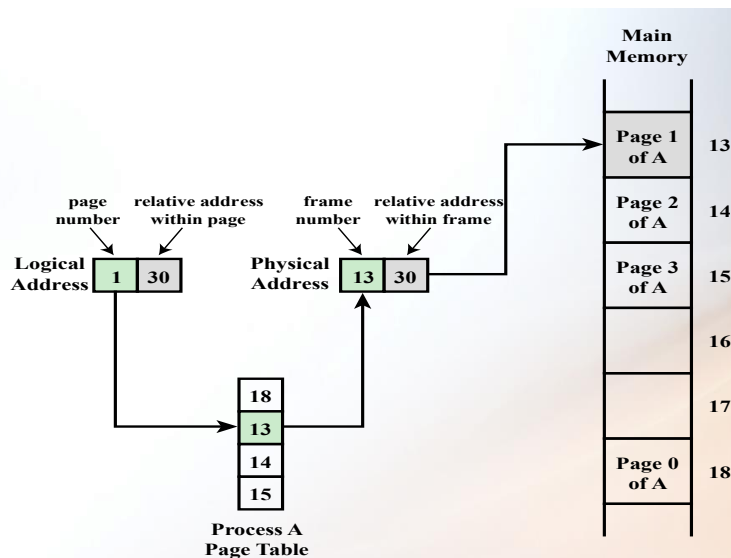 Main
Memory
Page 1
of A
13
page
number
relative address
within page
frame
number
relative address
within frame
Page 2
of A
14
Logical
Address
1 30
Physical
Address
13 30
Page 3
of A
15
16
18
13
14
15
17
Page 0
of A
18
Process A
Page Table